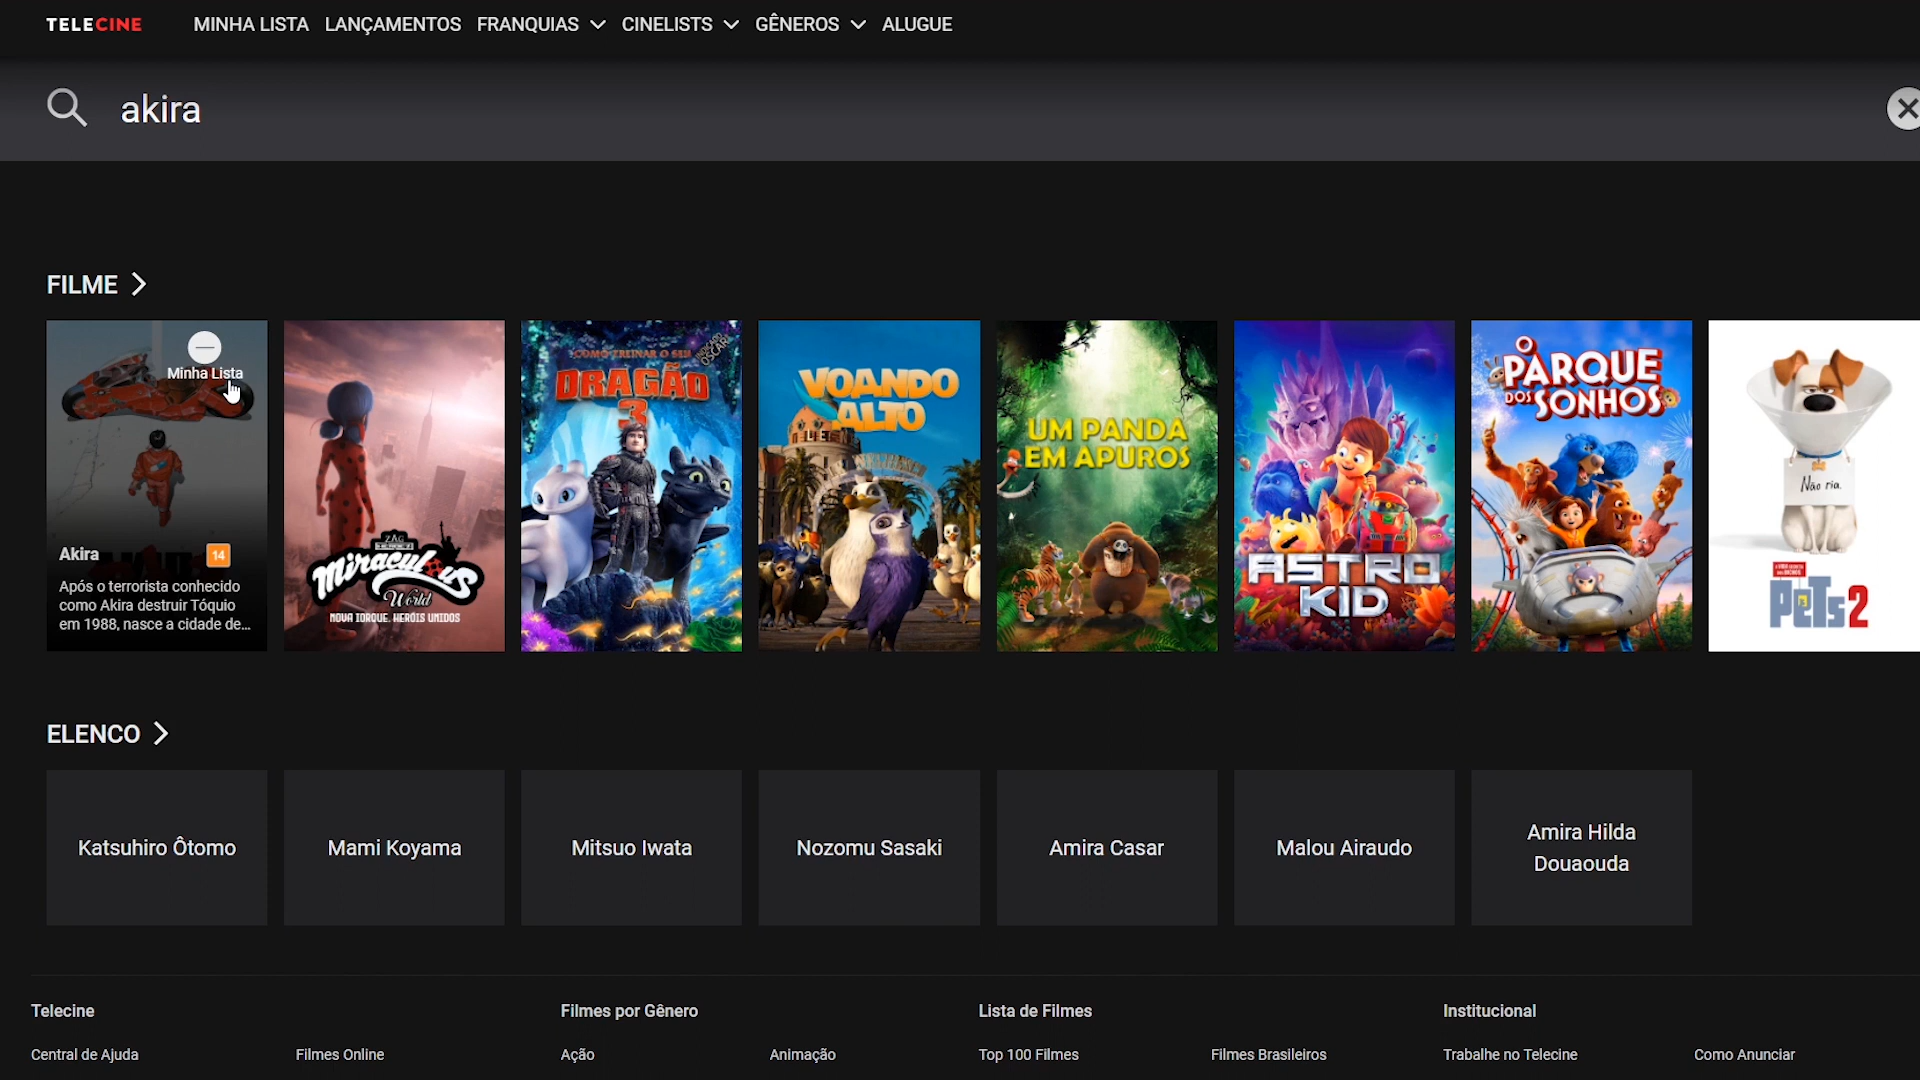 TELECINE
MINHA LISTA LANÇAMENTOS FRANQUIAS CINELISTS GÊNEROS ALUGUE
akira
FILME
Minha Lista
Akira
14
Após o terrorista conhecido
como Akira destruir Tóquio
em 1988, nasce a cidade de...
ZAG
Miraculous
World
NOVA IORQUE, HERÓIS UNIDOS
COMO TREINAR O SEU
DRAGÃO
3
INDICADO
OSCAR
VOANDO
ALTO
UM PANDA
EM APUROS
ASTRO
KID
O PARQUE
DOS SONHOS
Não ria.
PETS 2
ELENCO
Katsuhiro Ôtomo
Mami Koyama
Mitsuo Iwata
Nozomu Sasaki
Amira Casar
Malou Airaudo
Amira Hilda
Douaouda
Telecine
Filmes por Gênero
Lista de Filmes
Institucional
Central de Ajuda
Filmes Online
Ação
Animação
Top 100 Filmes
Filmes Brasileiros
Trabalhe no Telecine
Como Anunciar